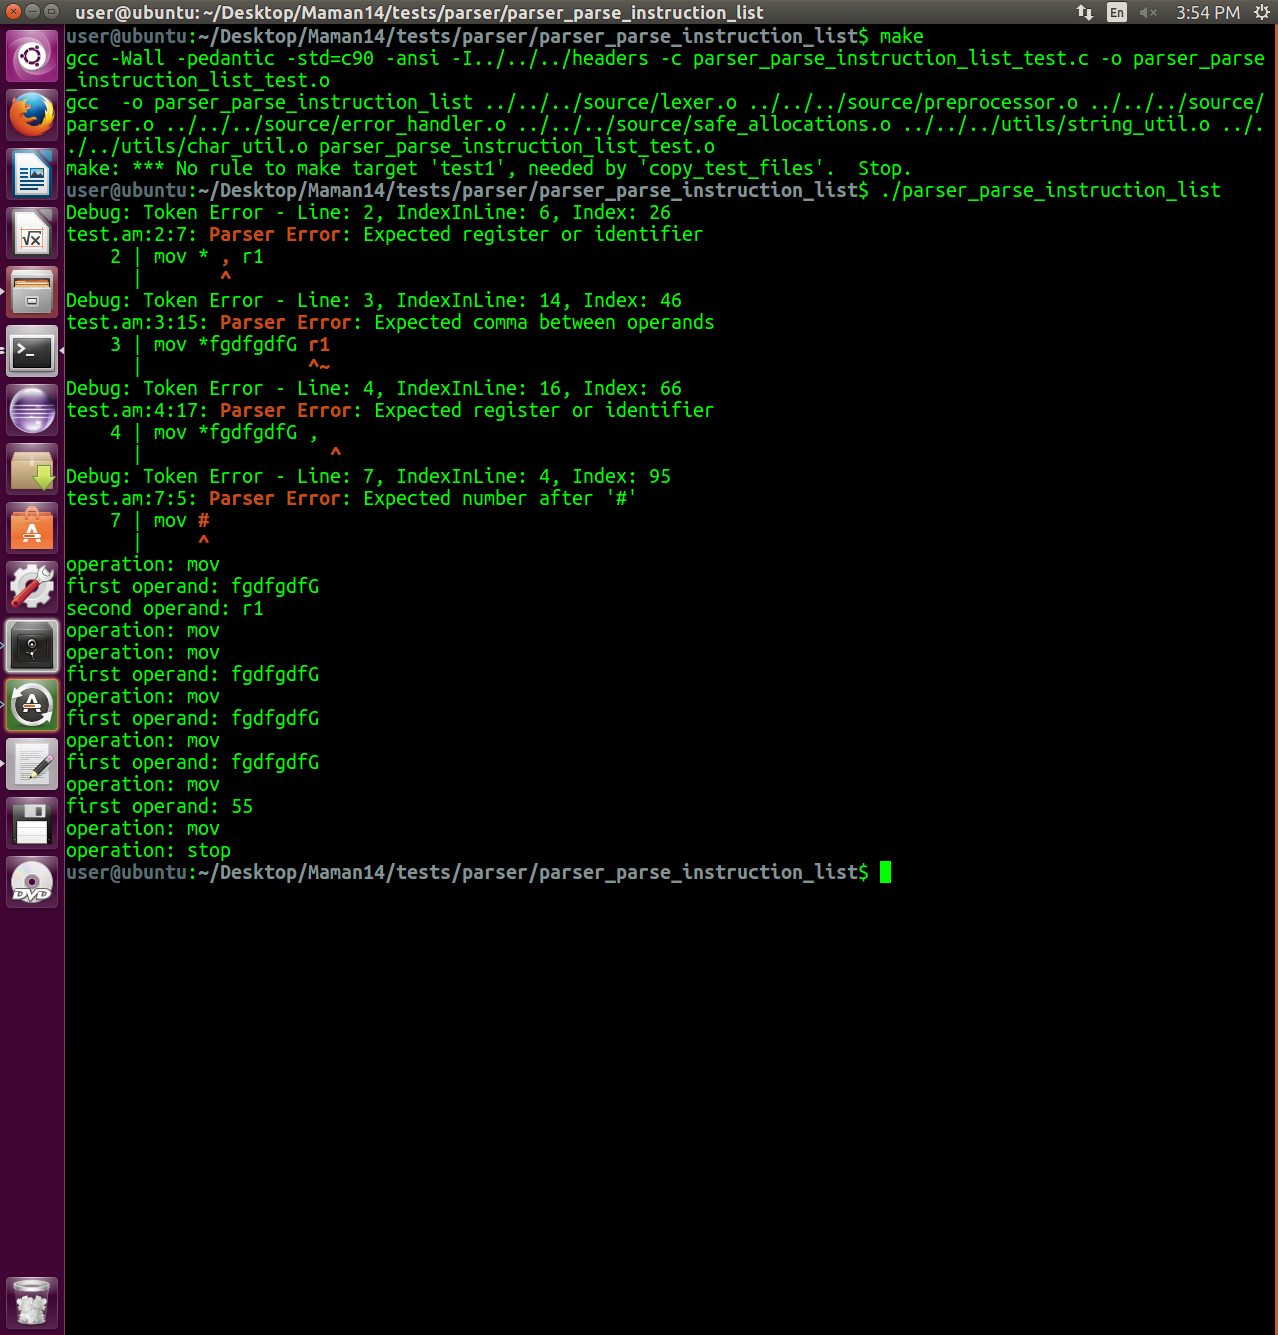 user@ubuntu: ~/Desktop/Maman14/tests/parser/parser_parse_instruction_list
En
3:54 PM
user@ubuntu:~/Desktop/Maman14/tests/parser/parser_parse_instruction_list$ make
gcc -Wall -pedantic -std=c90 -ansi -I../../../headers -c parser_parse_instruction_list_test.c -o parser_parse
_instruction_list_test.o
gcc  -o parser_parse_instruction_list ../../../source/lexer.o ../../../source/preprocessor.o ../../../source/
parser.o ../../../source/error_handler.o ../../../source/safe_allocations.o ../../../utils/string_util.o ../.
./../utils/char_util.o parser_parse_instruction_list_test.o
make: *** No rule to make target 'test1', needed by 'copy_test_files'.  Stop.
user@ubuntu:~/Desktop/Maman14/tests/parser/parser_parse_instruction_list$ ./parser_parse_instruction_list
Debug: Token Error - Line: 2, IndexInLine: 6, Index: 26
test.am:2:7: Parser Error: Expected register or identifier
    2 | mov * , r1
      |       ^
Debug: Token Error - Line: 3, IndexInLine: 14, Index: 46
test.am:3:15: Parser Error: Expected comma between operands
    3 | mov *fgdfgdfG r1
      |               ^~
Debug: Token Error - Line: 4, IndexInLine: 16, Index: 66
test.am:4:17: Parser Error: Expected register or identifier
    4 | mov *fgdfgdfG ,
      |                 ^
Debug: Token Error - Line: 7, IndexInLine: 4, Index: 95
test.am:7:5: Parser Error: Expected number after '#'
    7 | mov #
      |     ^
operation: mov
first operand: fgdfgdfG
second operand: r1
operation: mov
operation: mov
first operand: fgdfgdfG
operation: mov
first operand: fgdfgdfG
operation: mov
first operand: fgdfgdfG
operation: mov
first operand: 55
operation: mov
operation: stop
user@ubuntu:~/Desktop/Maman14/tests/parser/parser_parse_instruction_list$
DVD